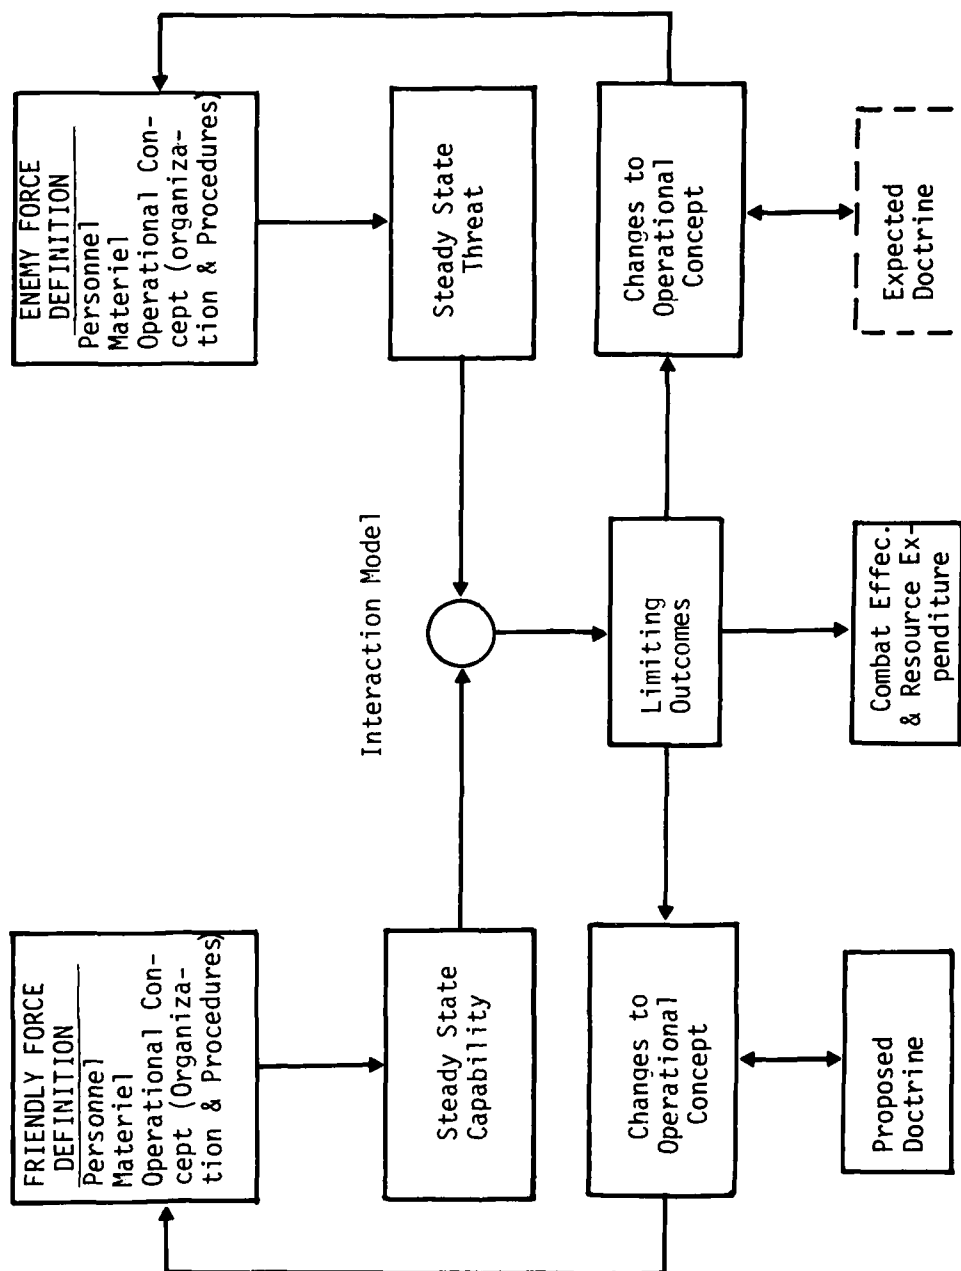 FRIENDLY FORCE
DEFINITION
Personnel
Materiel
Operational Con-
cept (Organiza-
tion & Procedures)
ENEMY FORCE
DEFINITION
Personnel
Materiel
Operational Con-
cept (organiza-
tion & Procedures)
Steady State
Capability
Interaction Model
Steady State
Threat
Changes to
Operational
Concept
Limiting
Outcomes
Changes to
Operational
Concept
Proposed
Doctrine
Combat Effec.
& Resource Ex-
penditure
Expected
Doctrine